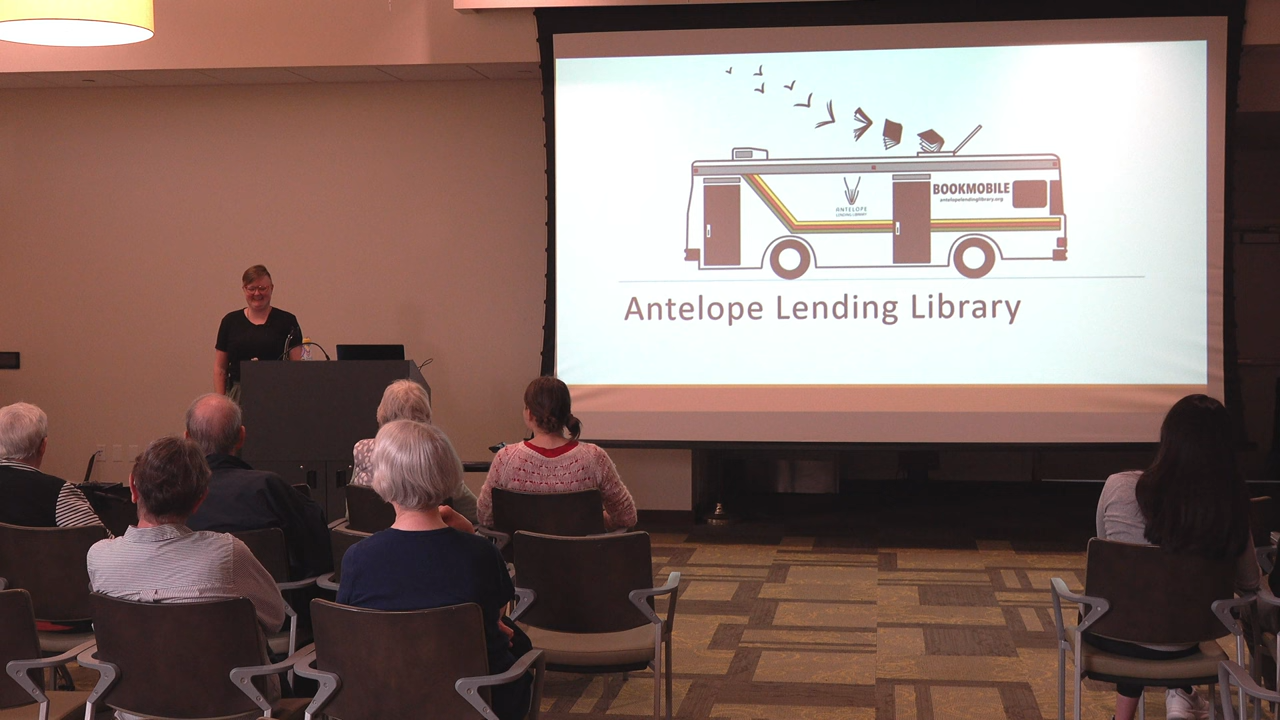 BOOKMOBILE
antelopelendinglibrary.org
ANTELOPE
LENDING LIBRARY
Antelope Lending Library